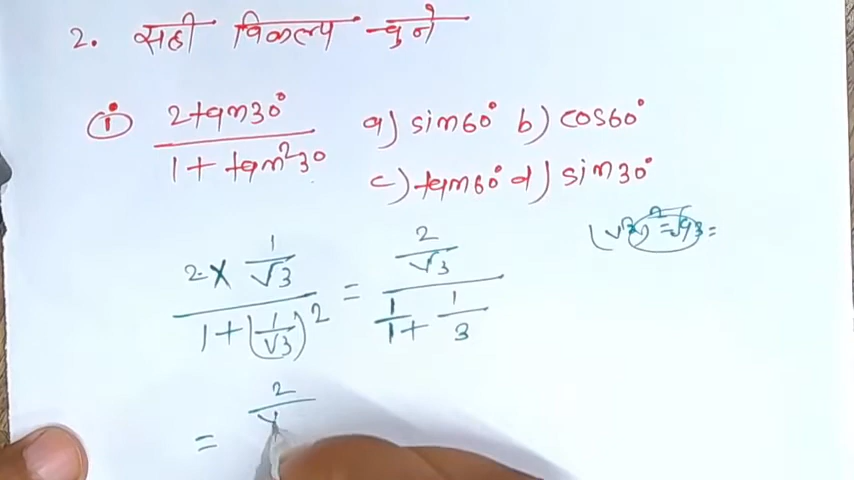 2. सही विकल्प चुने
i 2tan30° / 1 + tan²30 a) sin60° b) cos60°
c) tan60° d) sin30°
2 × 1/√3 / 1 + (1/√3)² = 2/√3 / 1/1 + 1/3
= 2/